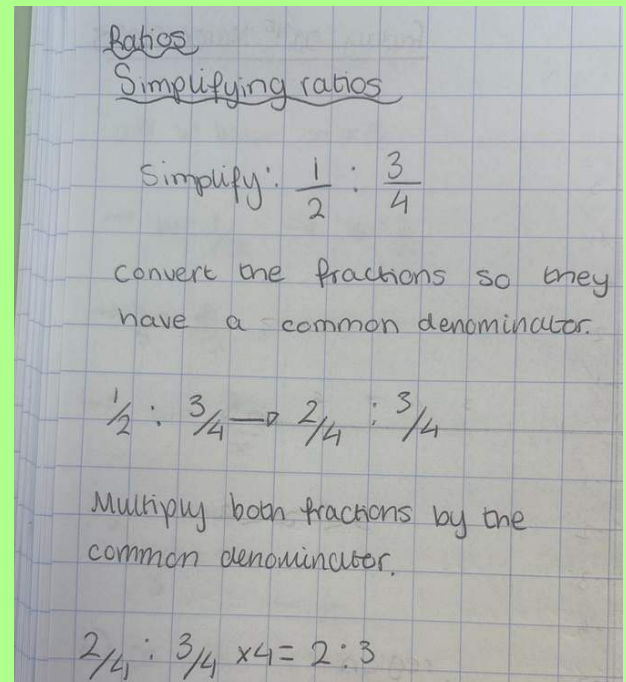 Ratios
Simplifying ratios
Simplify: 1/2 : 3/4
convert the fractions so they
have a common denominator.
1/2 : 3/4 → 2/4 : 3/4
Multiply both fractions by the
common denominator.
2/4 : 3/4 ×4 = 2:3